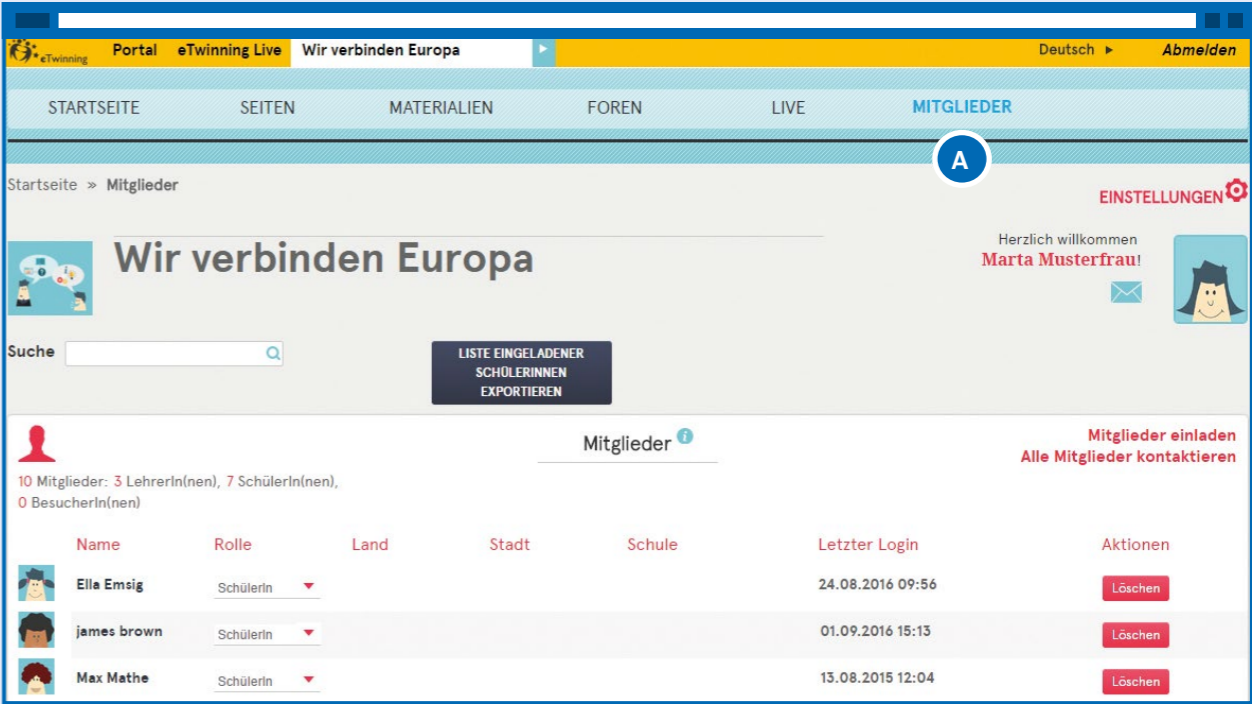 eTwinning Portal eTwinning Live Wir verbinden Europa Deutsch Abmelden
STARTSEITE SEITEN MATERIALIEN FOREN LIVE MITGLIEDER
A
Startseite » Mitglieder
EINSTELLUNGEN
Wir verbinden Europa
Herzlich willkommen
Marta Musterfrau!
Suche
LISTE EINGELADENER
SCHÜLERINNEN
EXPORTIEREN
Mitglieder i
Mitglieder einladen
Alle Mitglieder kontaktieren
10 Mitglieder: 3 LehrerIn(nen), 7 SchülerIn(nen),
0 BesucherIn(nen)
Name Rolle Land Stadt Schule Letzter Login Aktionen
Ella Emsig SchülerIn 24.08.2016 09:56 Löschen
james brown SchülerIn 01.09.2016 15:13 Löschen
Max Mathe SchülerIn 13.08.2015 12:04 Löschen